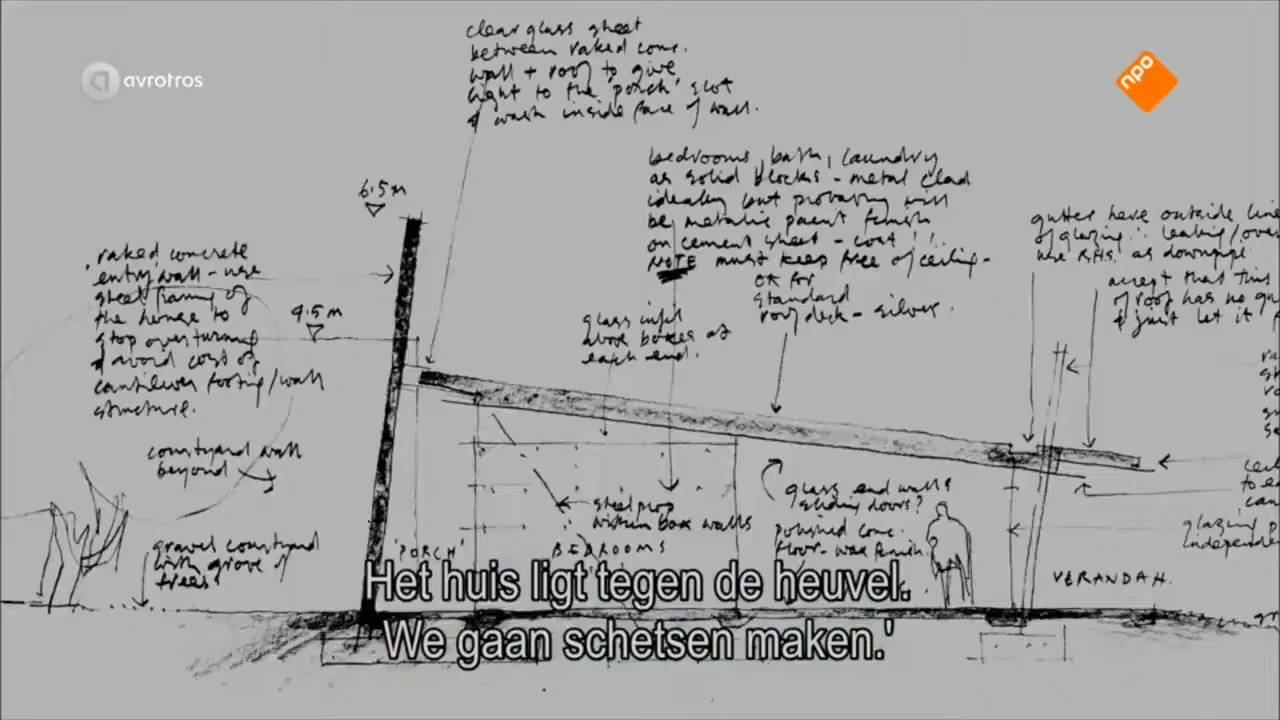 avrotros
npo
clear glass sheet
between raked conc.
wall + roof to give
light to the 'porch' slot
& wash inside face of wall.
bedrooms, bath, laundry
as solid blocks - metal clad
ideally but probably will
be metalic paint finish
on cement sheet - cost!!.
NOTE must keep free of ceiling -
OK for
standard
roof deck - silver.
6.5m
raked concrete
entry wall - use
steel framing of
the house to
stop overturning
& avoid cost of
cantilever footing/wall
structure.
4.5m
glass infil
above boxes at
each end.
gutter here outside line
of glazing!! leaking/over
use RHS. as downpipe
accept that this
of roof has no gu
& just let it
courtyard wall
beyond
gravel courtyard
with grove of
trees
'PORCH'
steel prop
within box walls
BEDROOMS
glass end walls
sliding doors?
polished conc.
floor - wax finish
glazing p
independen
VERANDAH.
Het huis ligt tegen de heuvel.
We gaan schetsen maken.'